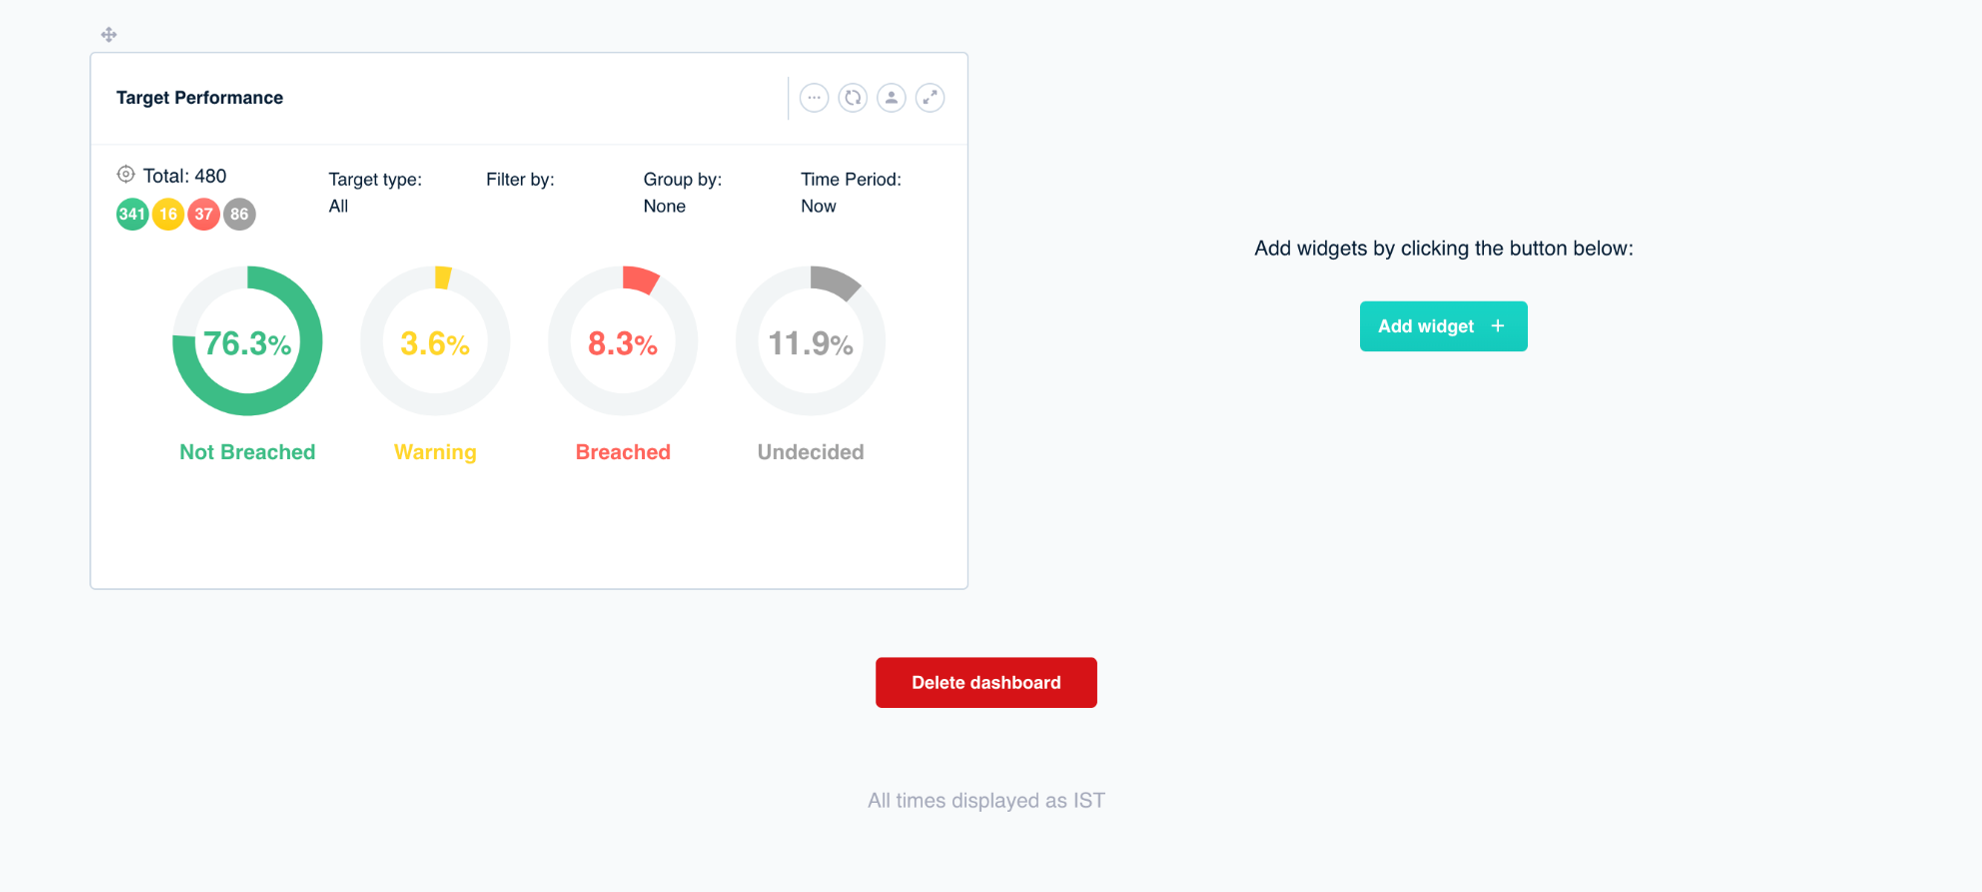 Target Performance
Total: 480
341 16 37 86
Target type:
All
Filter by:
Group by:
None
Time Period:
Now
76.3%
3.6%
8.3%
11.9%
Not Breached
Warning
Breached
Undecided
Add widgets by clicking the button below:
Add widget +
Delete dashboard
All times displayed as IST